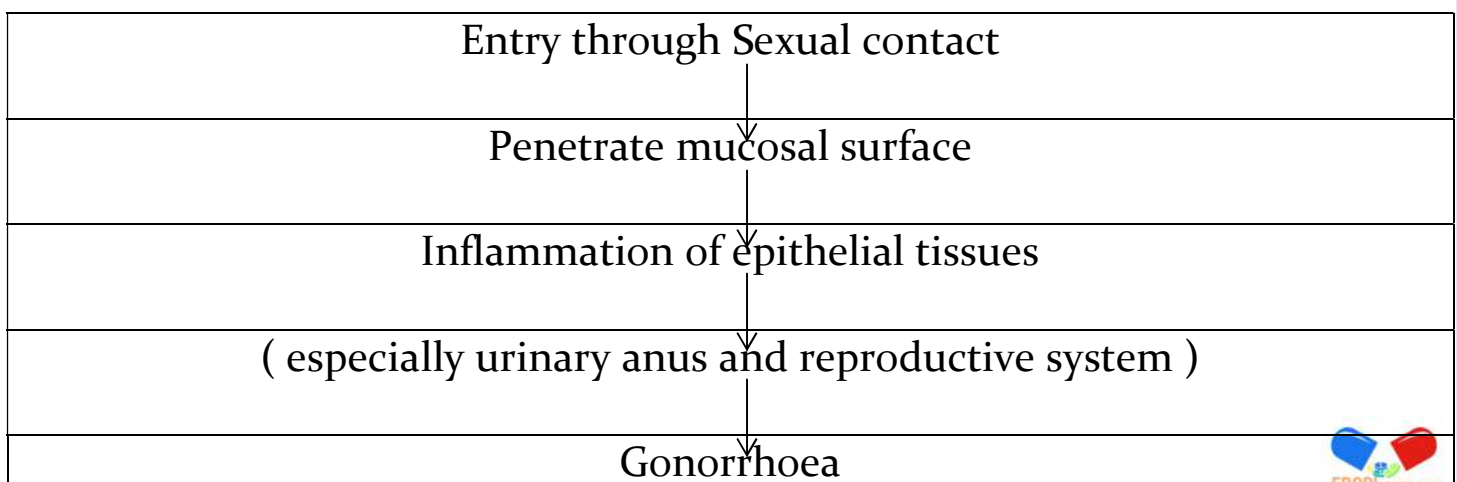 Entry through Sexual contact
Penetrate mucosal surface
Inflammation of epithelial tissues
( especially urinary anus and reproductive system )
Gonorrhoea